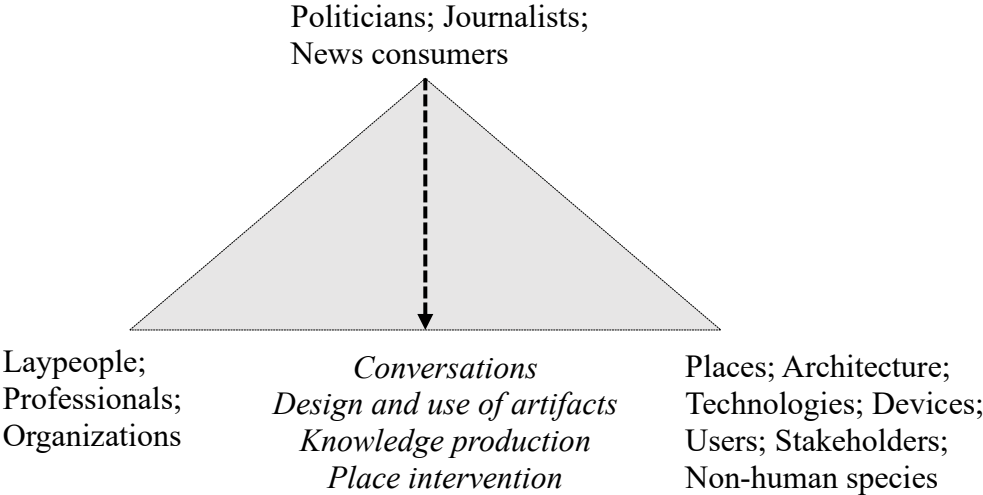 Politicians; Journalists;
News consumers
Laypeople;
Professionals;
Organizations
Conversations
Design and use of artifacts
Knowledge production
Place intervention
Places; Architecture;
Technologies; Devices;
Users; Stakeholders;
Non-human species